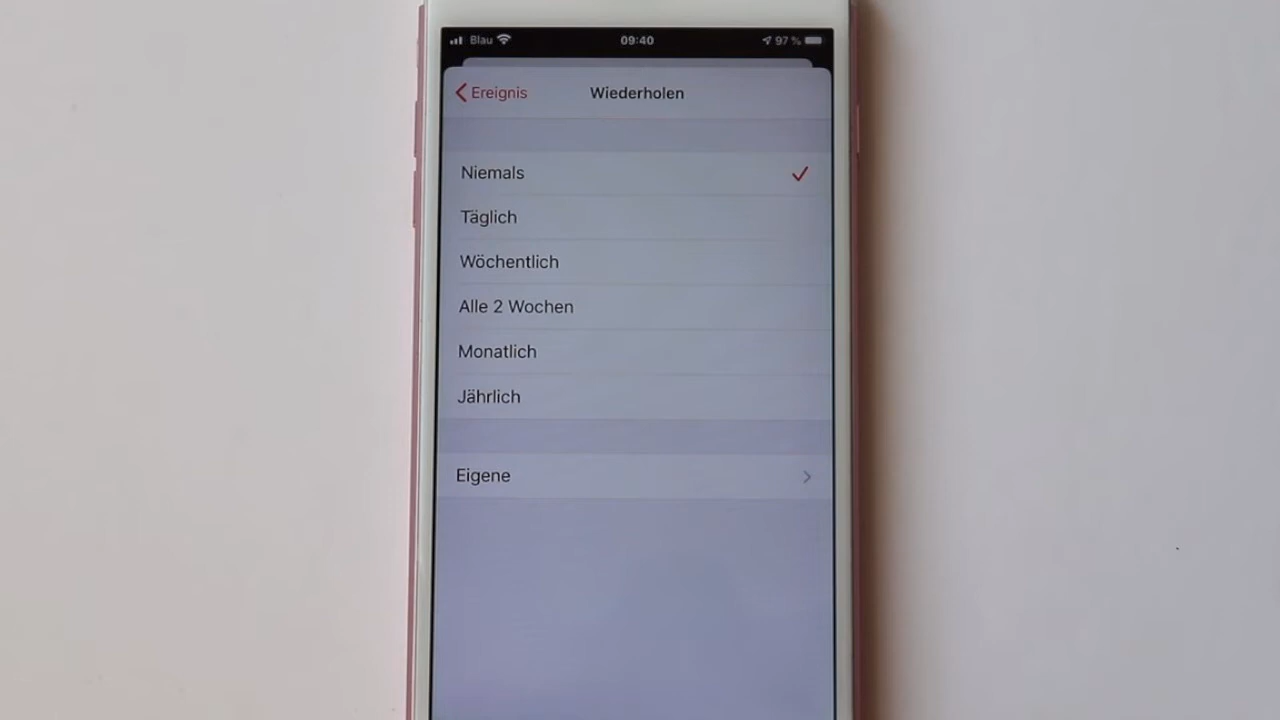 Blau 09:40 97 %
Ereignis Wiederholen
Niemals
Täglich
Wöchentlich
Alle 2 Wochen
Monatlich
Jährlich
Eigene